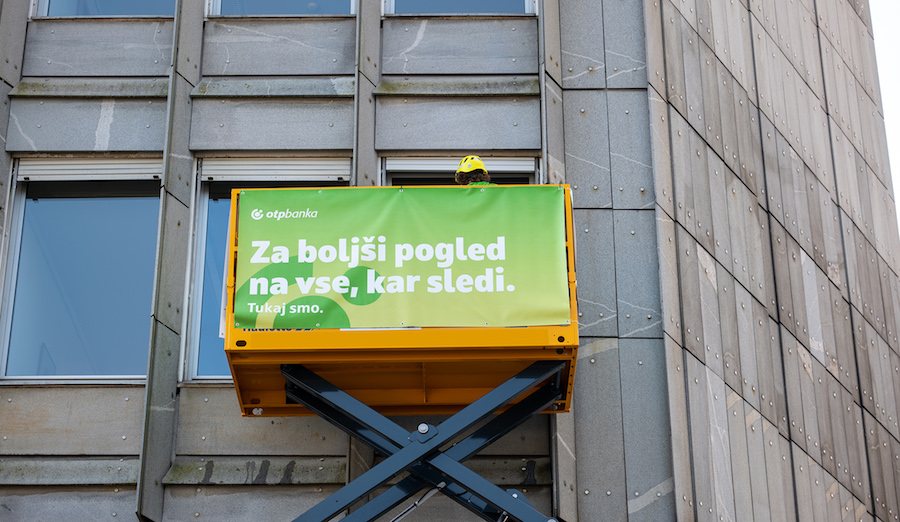 otpbanka
Za boljši pogled
na vse, kar sledi.
Tukaj smo.